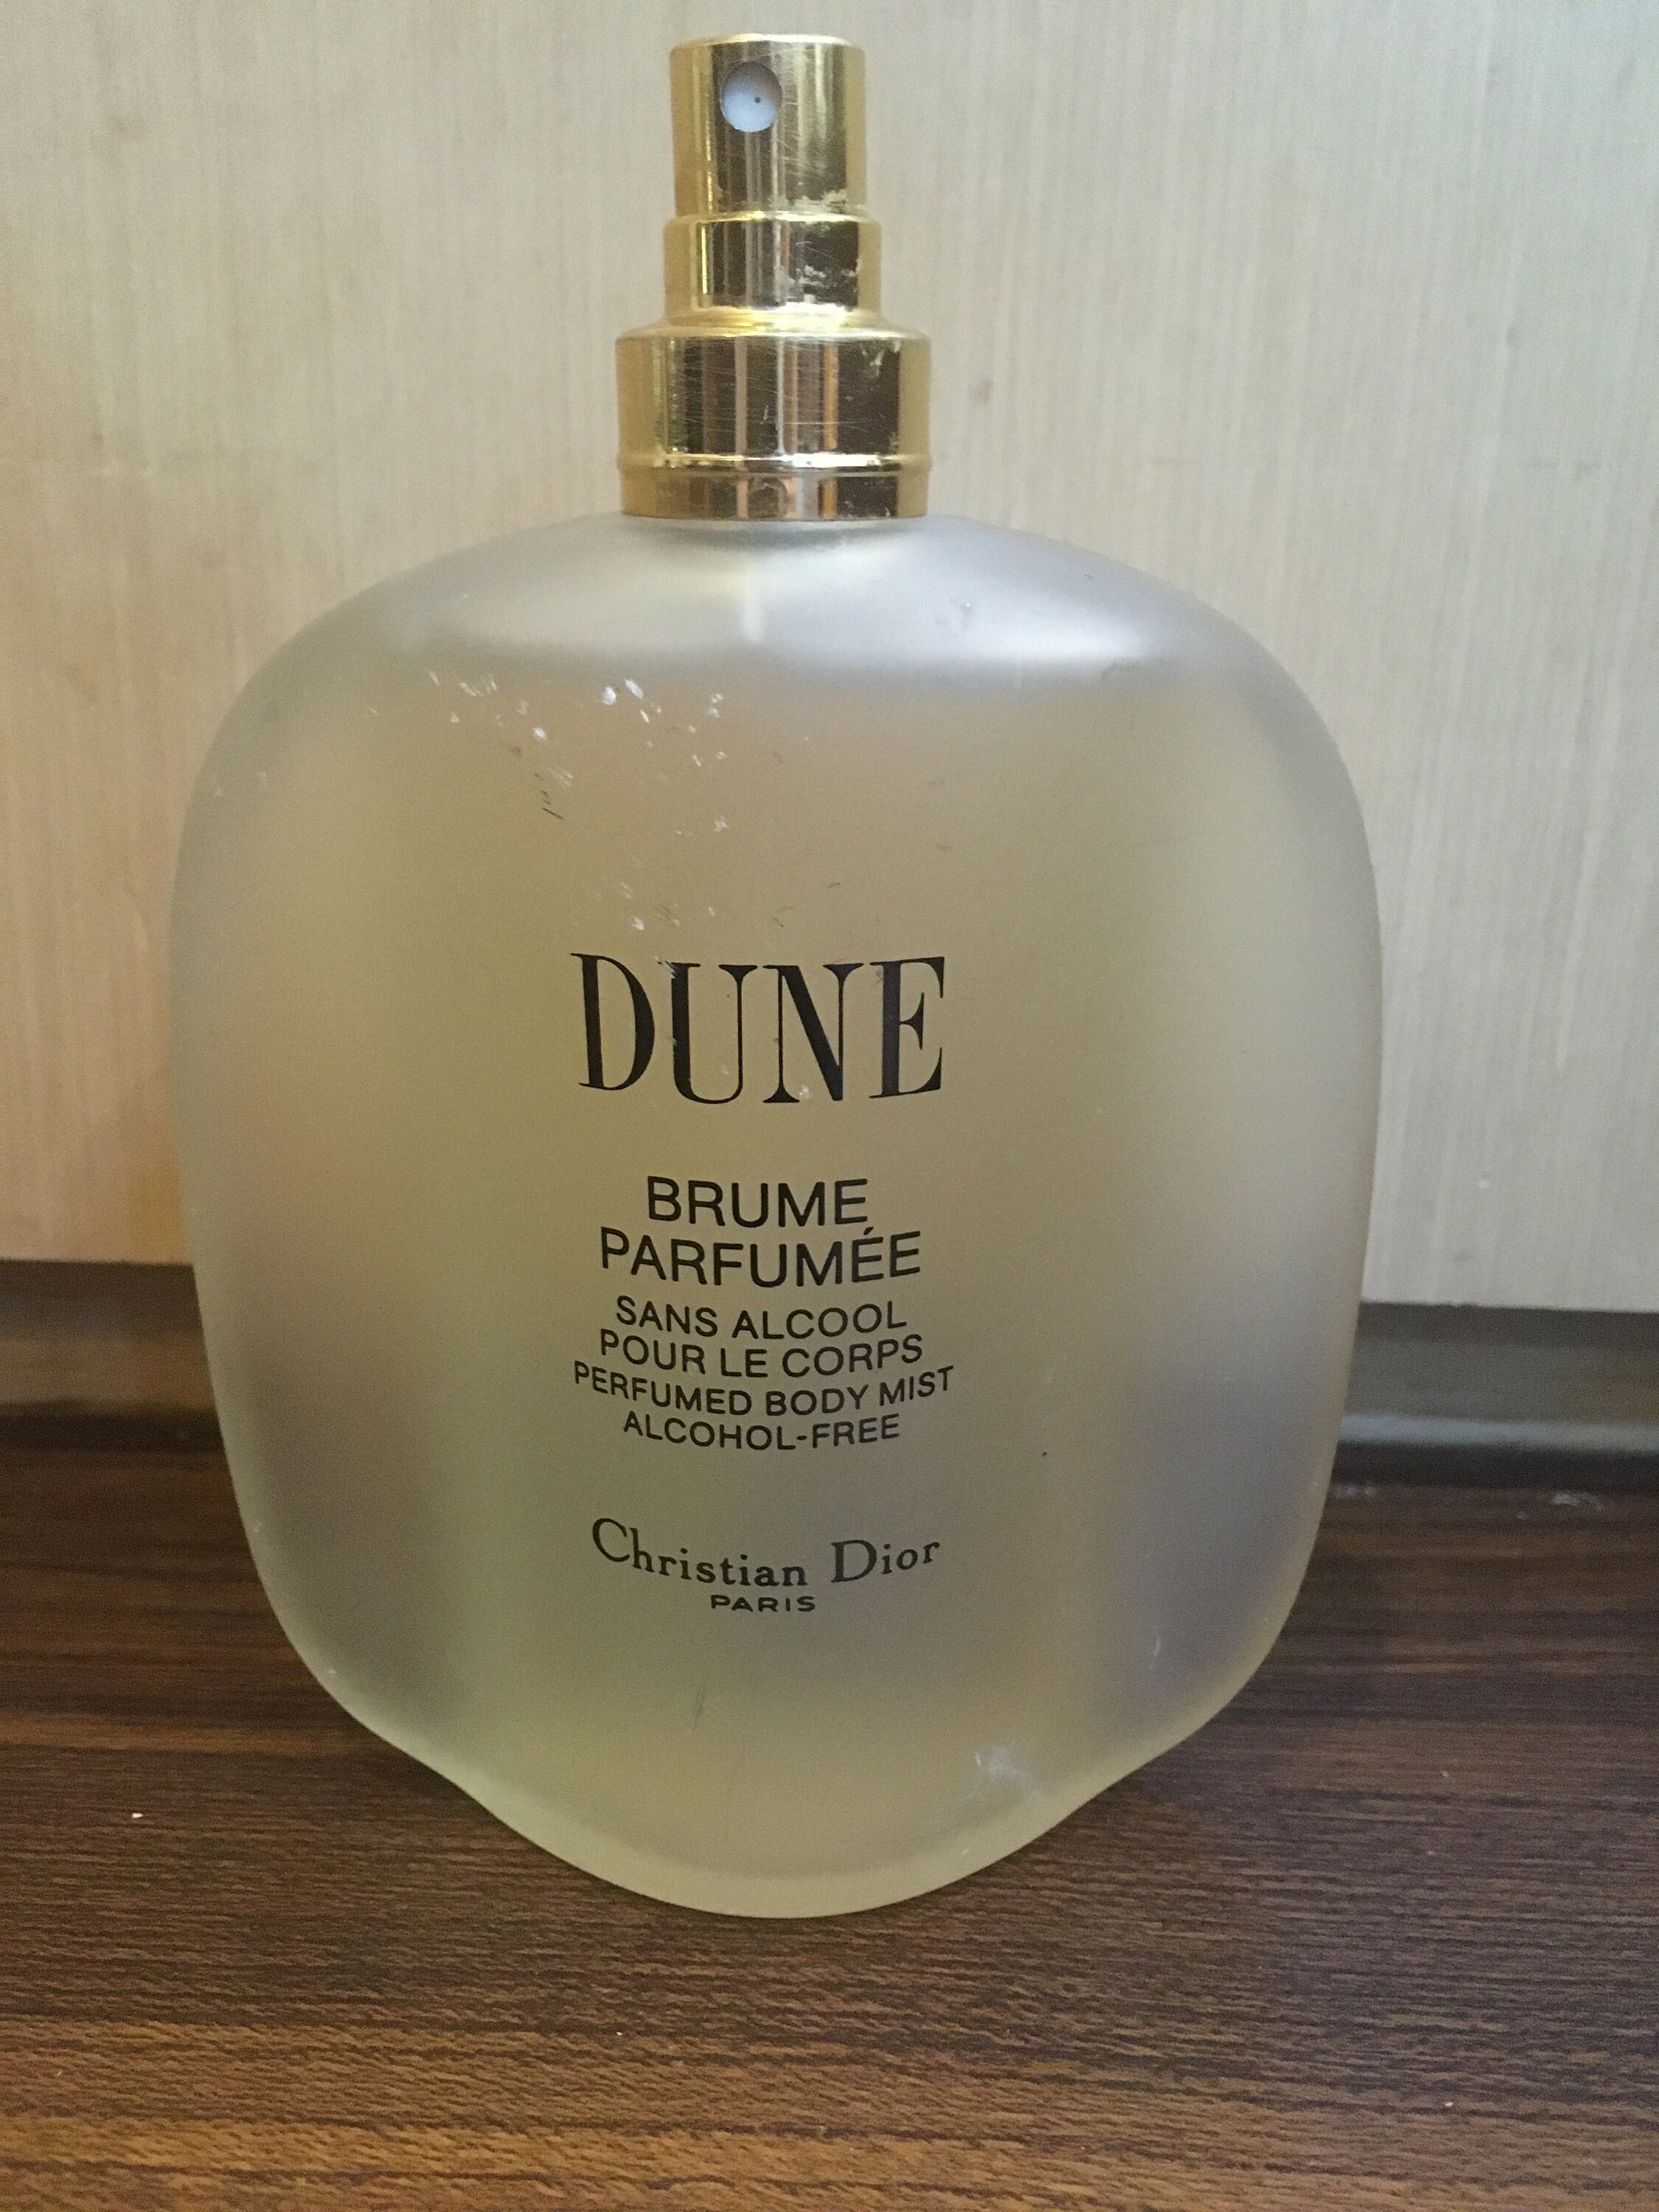 DUNE
BRUME
PARFUMÉE
SANS ALCOOL
POUR LE CORPS
PERFUMED BODY MIST
ALCOHOL-FREE
Christian Dior
PARIS